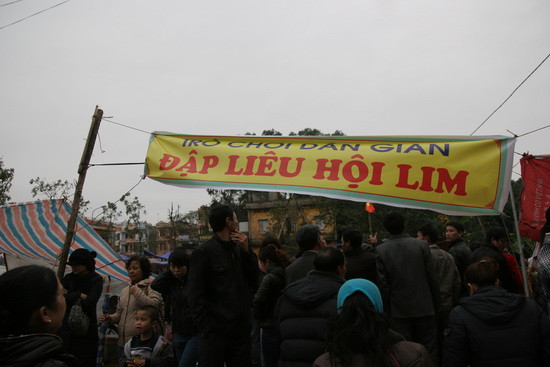 TRÒ CHƠI DÂN GIAN
ĐẬP LIÊU HỘI LIM